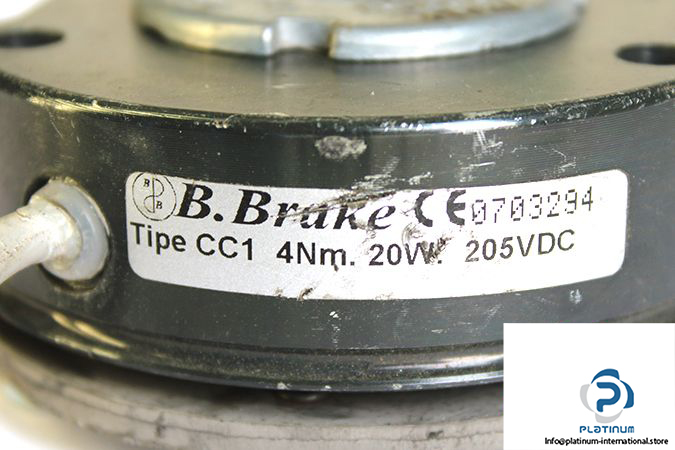 B B B
B. Brake CE 0703294
Tipe CC1 4Nm. 20W. 205VDC
PLATINUM
Info@platinum-international.store